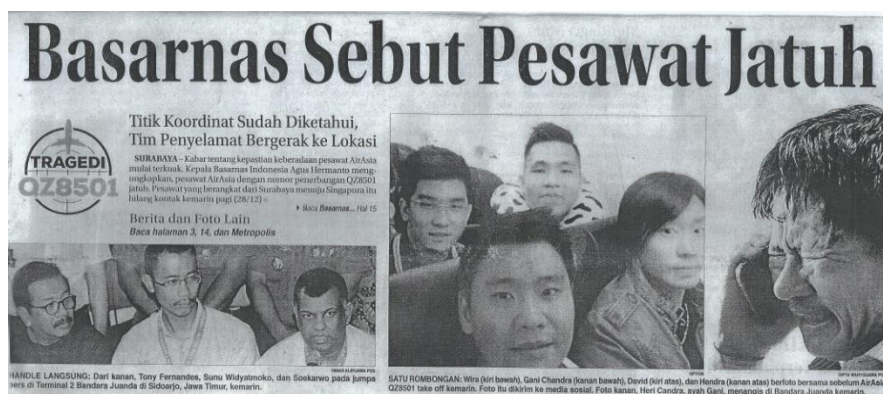 Basarnas Sebut Pesawat Jatuh
TRAGEDI
QZ8501
Titik Koordinat Sudah Diketahui,
Tim Penyelamat Bergerak ke Lokasi
SURABAYA – Kabar tentang kepastian keberadaan pesawat AirAsia
mulai terkuak. Kepala Basarnas Indonesia Agus Hermanto meng-
ungkapkan, pesawat AirAsia dengan nomor penerbangan QZ8501
jatuh. Pesawat yang berangkat dari Surabaya menuju Singapura itu
hilang kontak kemarin pagi (28/12)
Baca Basarnas... Hal 15
Berita dan Foto Lain
Baca halaman 3, 14, dan Metropolis
HANDLE LANGSUNG: Dari kanan, Tony Fernandes, Sunu Widyatmoko, dan Soekarwo pada jumpa
pers di Terminal 2 Bandara Juanda di Sidoarjo, Jawa Timur, kemarin.
SATU ROMBONGAN: Wira (kiri bawah), Gani Chandra (kanan bawah), David (kiri atas), dan Hendra (kanan atas) berfoto bersama sebelum AirAsia
QZ8501 take off kemarin. Foto itu dikirim ke media sosial. Foto kanan, Heri Candra, ayah Gani, menangis di Bandara Juanda kemarin.